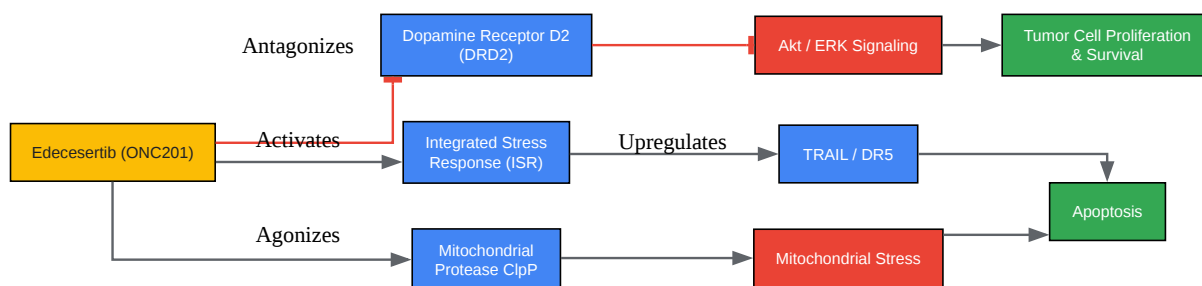 Antagonizes
Dopamine Receptor D2
(DRD2)
Akt / ERK Signaling
Tumor Cell Proliferation
& Survival
Edecesertib (ONC201)
Activates
Integrated Stress
Response (ISR)
Upregulates
TRAIL / DR5
Apoptosis
Agonizes
Mitochondrial
Protease ClpP
Mitochondrial Stress